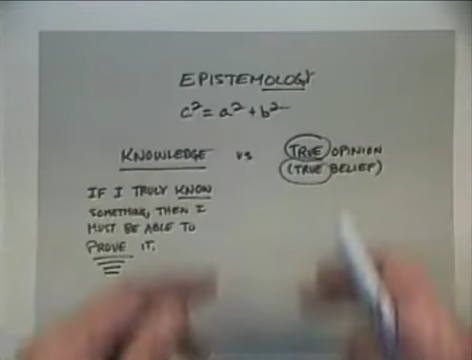 EPISTEMOLOGY
c² = a² + b²
KNOWLEDGE vs TRUE OPINION
(TRUE BELIEF)
IF I TRULY KNOW
SOMETHING, THEN I
MUST BE ABLE TO
PROVE IT.